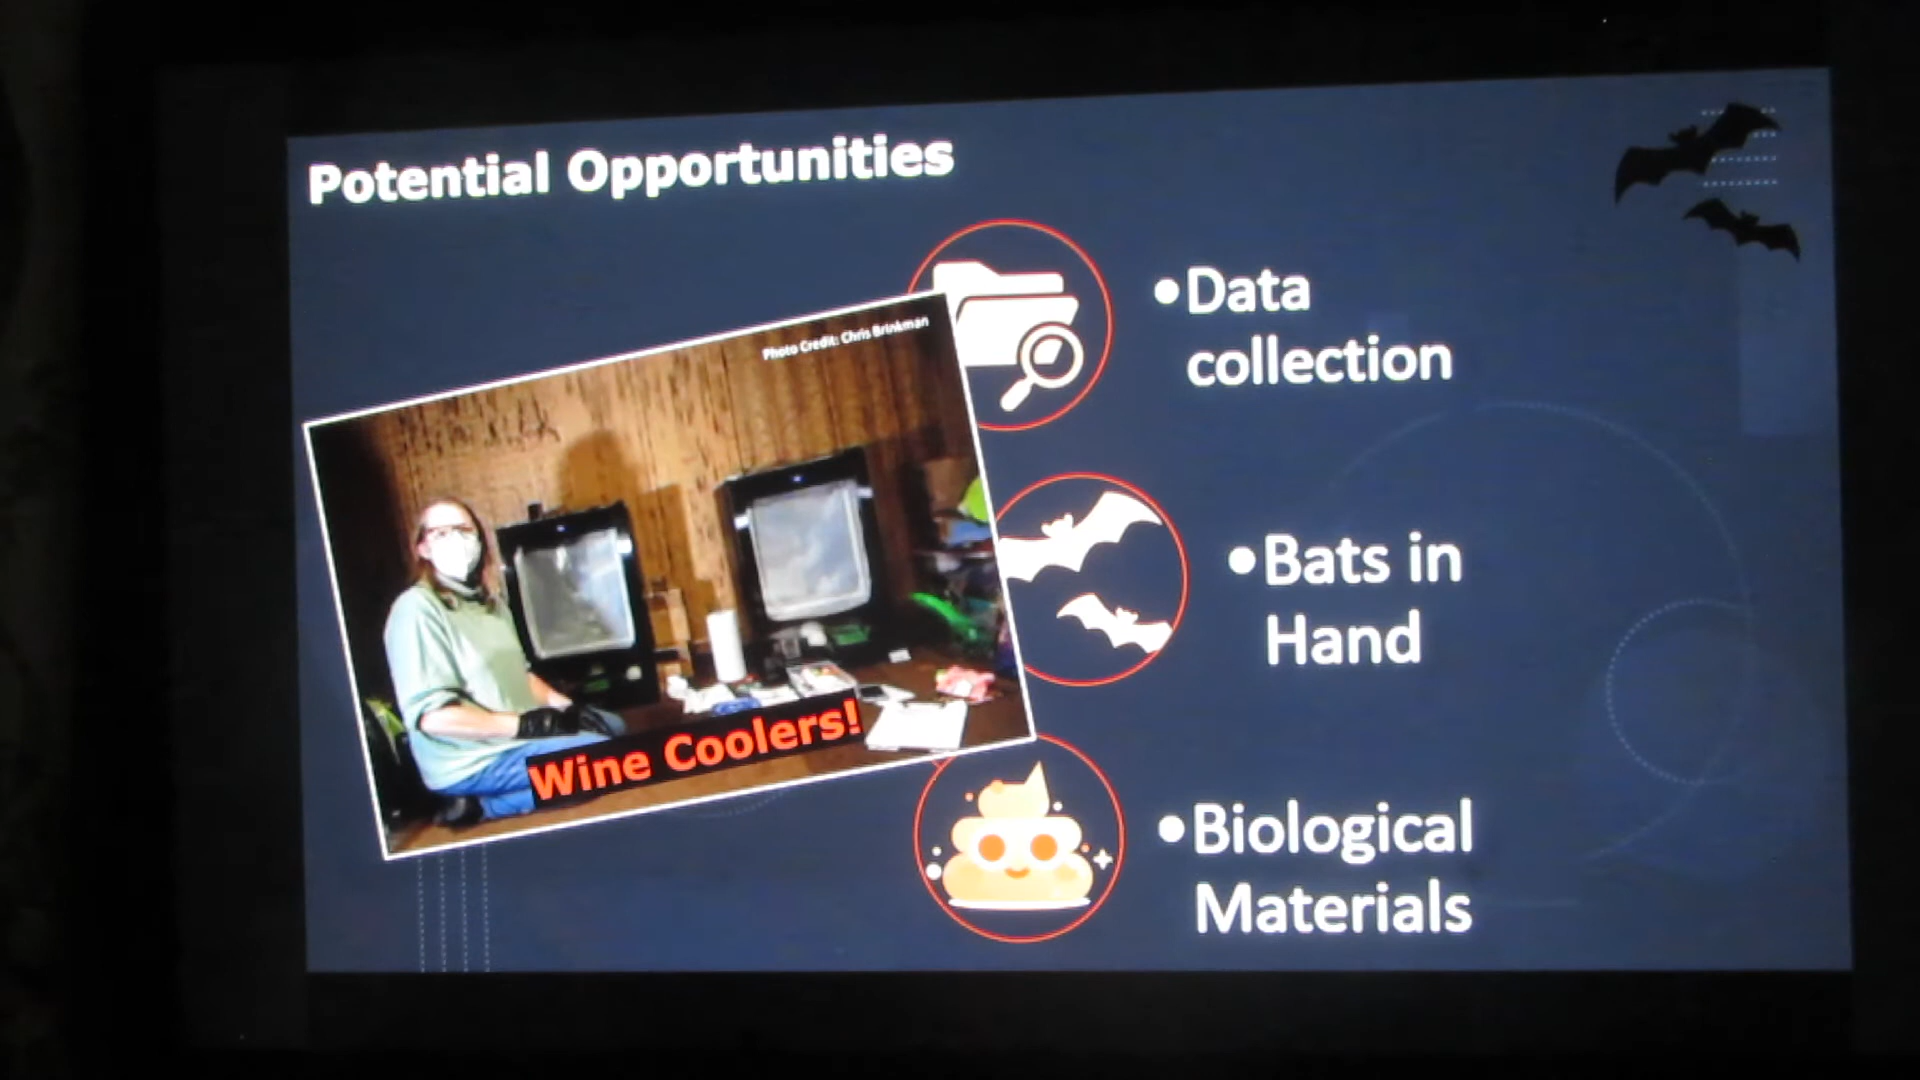 Potential Opportunities
Photo Credit: Chris Brinkman
Wine Coolers!
•Data
collection
•Bats in
Hand
•Biological
Materials